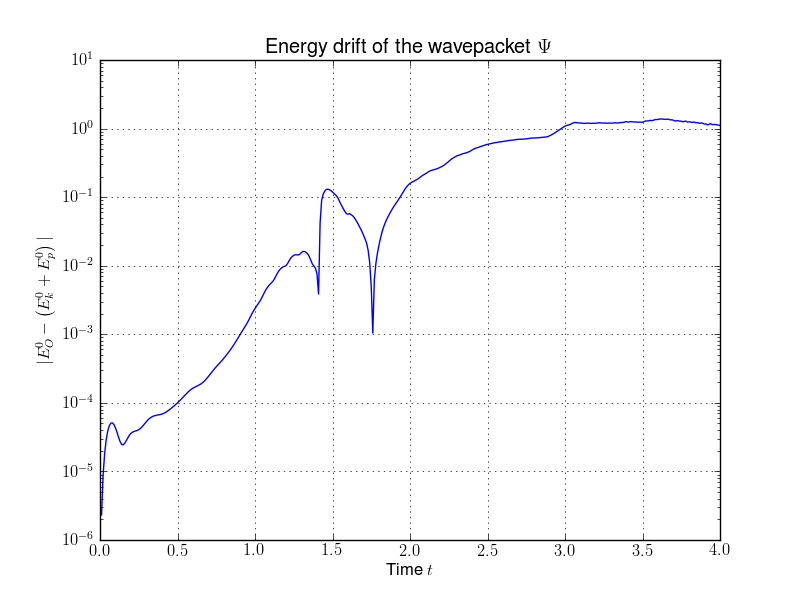 Energy drift of the wavepacket Ψ
|E_O^0 − (E_k^0 + E_p^0)|
10^1
10^0
10^{-1}
10^{-2}
10^{-3}
10^{-4}
10^{-5}
10^{-6}
0.0 0.5 1.0 1.5 2.0 2.5 3.0 3.5 4.0
Time t